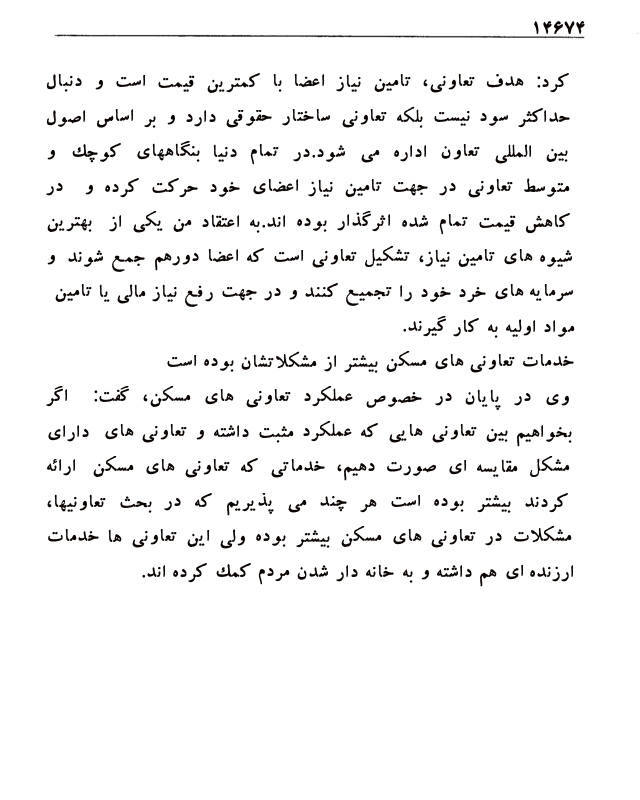 ۱۴۶۷۴
کرد: هدف تعاونی، تامین نیاز اعضا با کمترین قیمت است و دنبال
حداکثر سود نیست بلکه تعاونی ساختار حقوقی دارد و بر اساس اصول
بین المللی تعاون اداره می شود.در تمام دنیا بنگاههای کوچك و
متوسط تعاونی در جهت تامین نیاز اعضای خود حرکت کرده و در
کاهش قیمت تمام شده اثرگذار بوده اند.به اعتقاد من یکی از بهترین
شیوه های تامین نیاز، تشکیل تعاونی است که اعضا دورهم جمع شوند و
سرمایه های خرد خود را تجمیع کنند و در جهت رفع نیاز مالی یا تامین
مواد اولیه به کار گیرند.
خدمات تعاونی های مسکن بیشتر از مشکلاتشان بوده است
وی در پایان در خصوص عملکرد تعاونی های مسکن، گفت: اگر
بخواهیم بین تعاونی هایی که عملکرد مثبت داشته و تعاونی های دارای
مشکل مقایسه ای صورت دهیم، خدماتی که تعاونی های مسکن ارائه
کردند بیشتر بوده است هر چند می پذیریم که در بحث تعاونیها،
مشکلات در تعاونی های مسکن بیشتر بوده ولی این تعاونی ها خدمات
ارزنده ای هم داشته و به خانه دار شدن مردم کمك کرده اند.